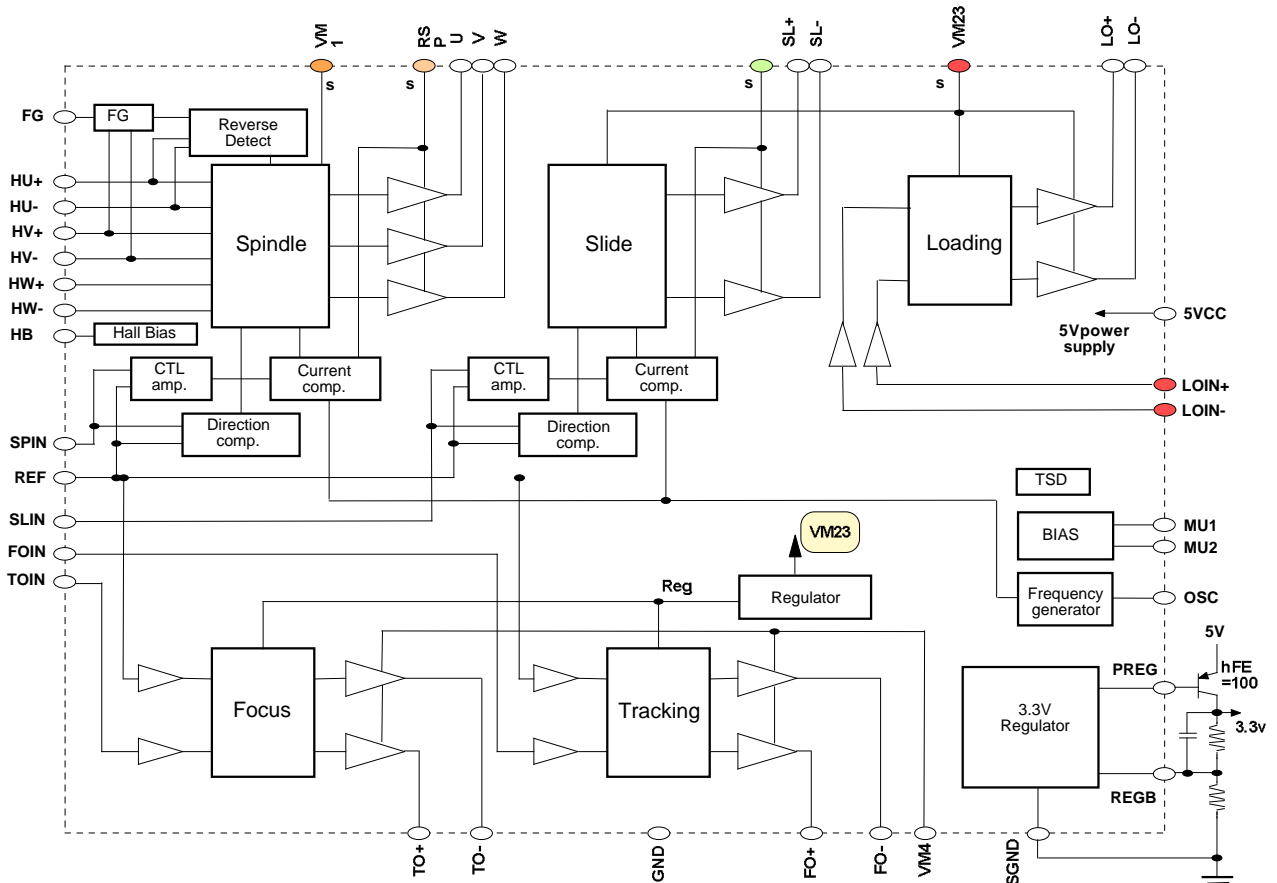 VM
1
s
RS
P
s
U
V
W
s
SL+
SL-
VM23
s
LO+
LO-
FG
FG
Reverse
Detect
HU+
HU-
HV+
HV-
HW+
HW-
HB
Hall Bias
Spindle
Slide
Loading
5VCC
5Vpower
supply
CTL
amp.
Current
comp.
CTL
amp.
Current
comp.
LOIN+
LOIN-
Direction
comp.
Direction
comp.
SPIN
REF
SLIN
FOIN
TOIN
TSD
VM23
BIAS
MU1
MU2
Reg
Regulator
Frequency
generator
OSC
5V
PREG
hFE
=100
Focus
Tracking
3.3V
Regulator
3.3v
REGB
TO+
TO-
GND
FO+
FO-
VM4
SGND